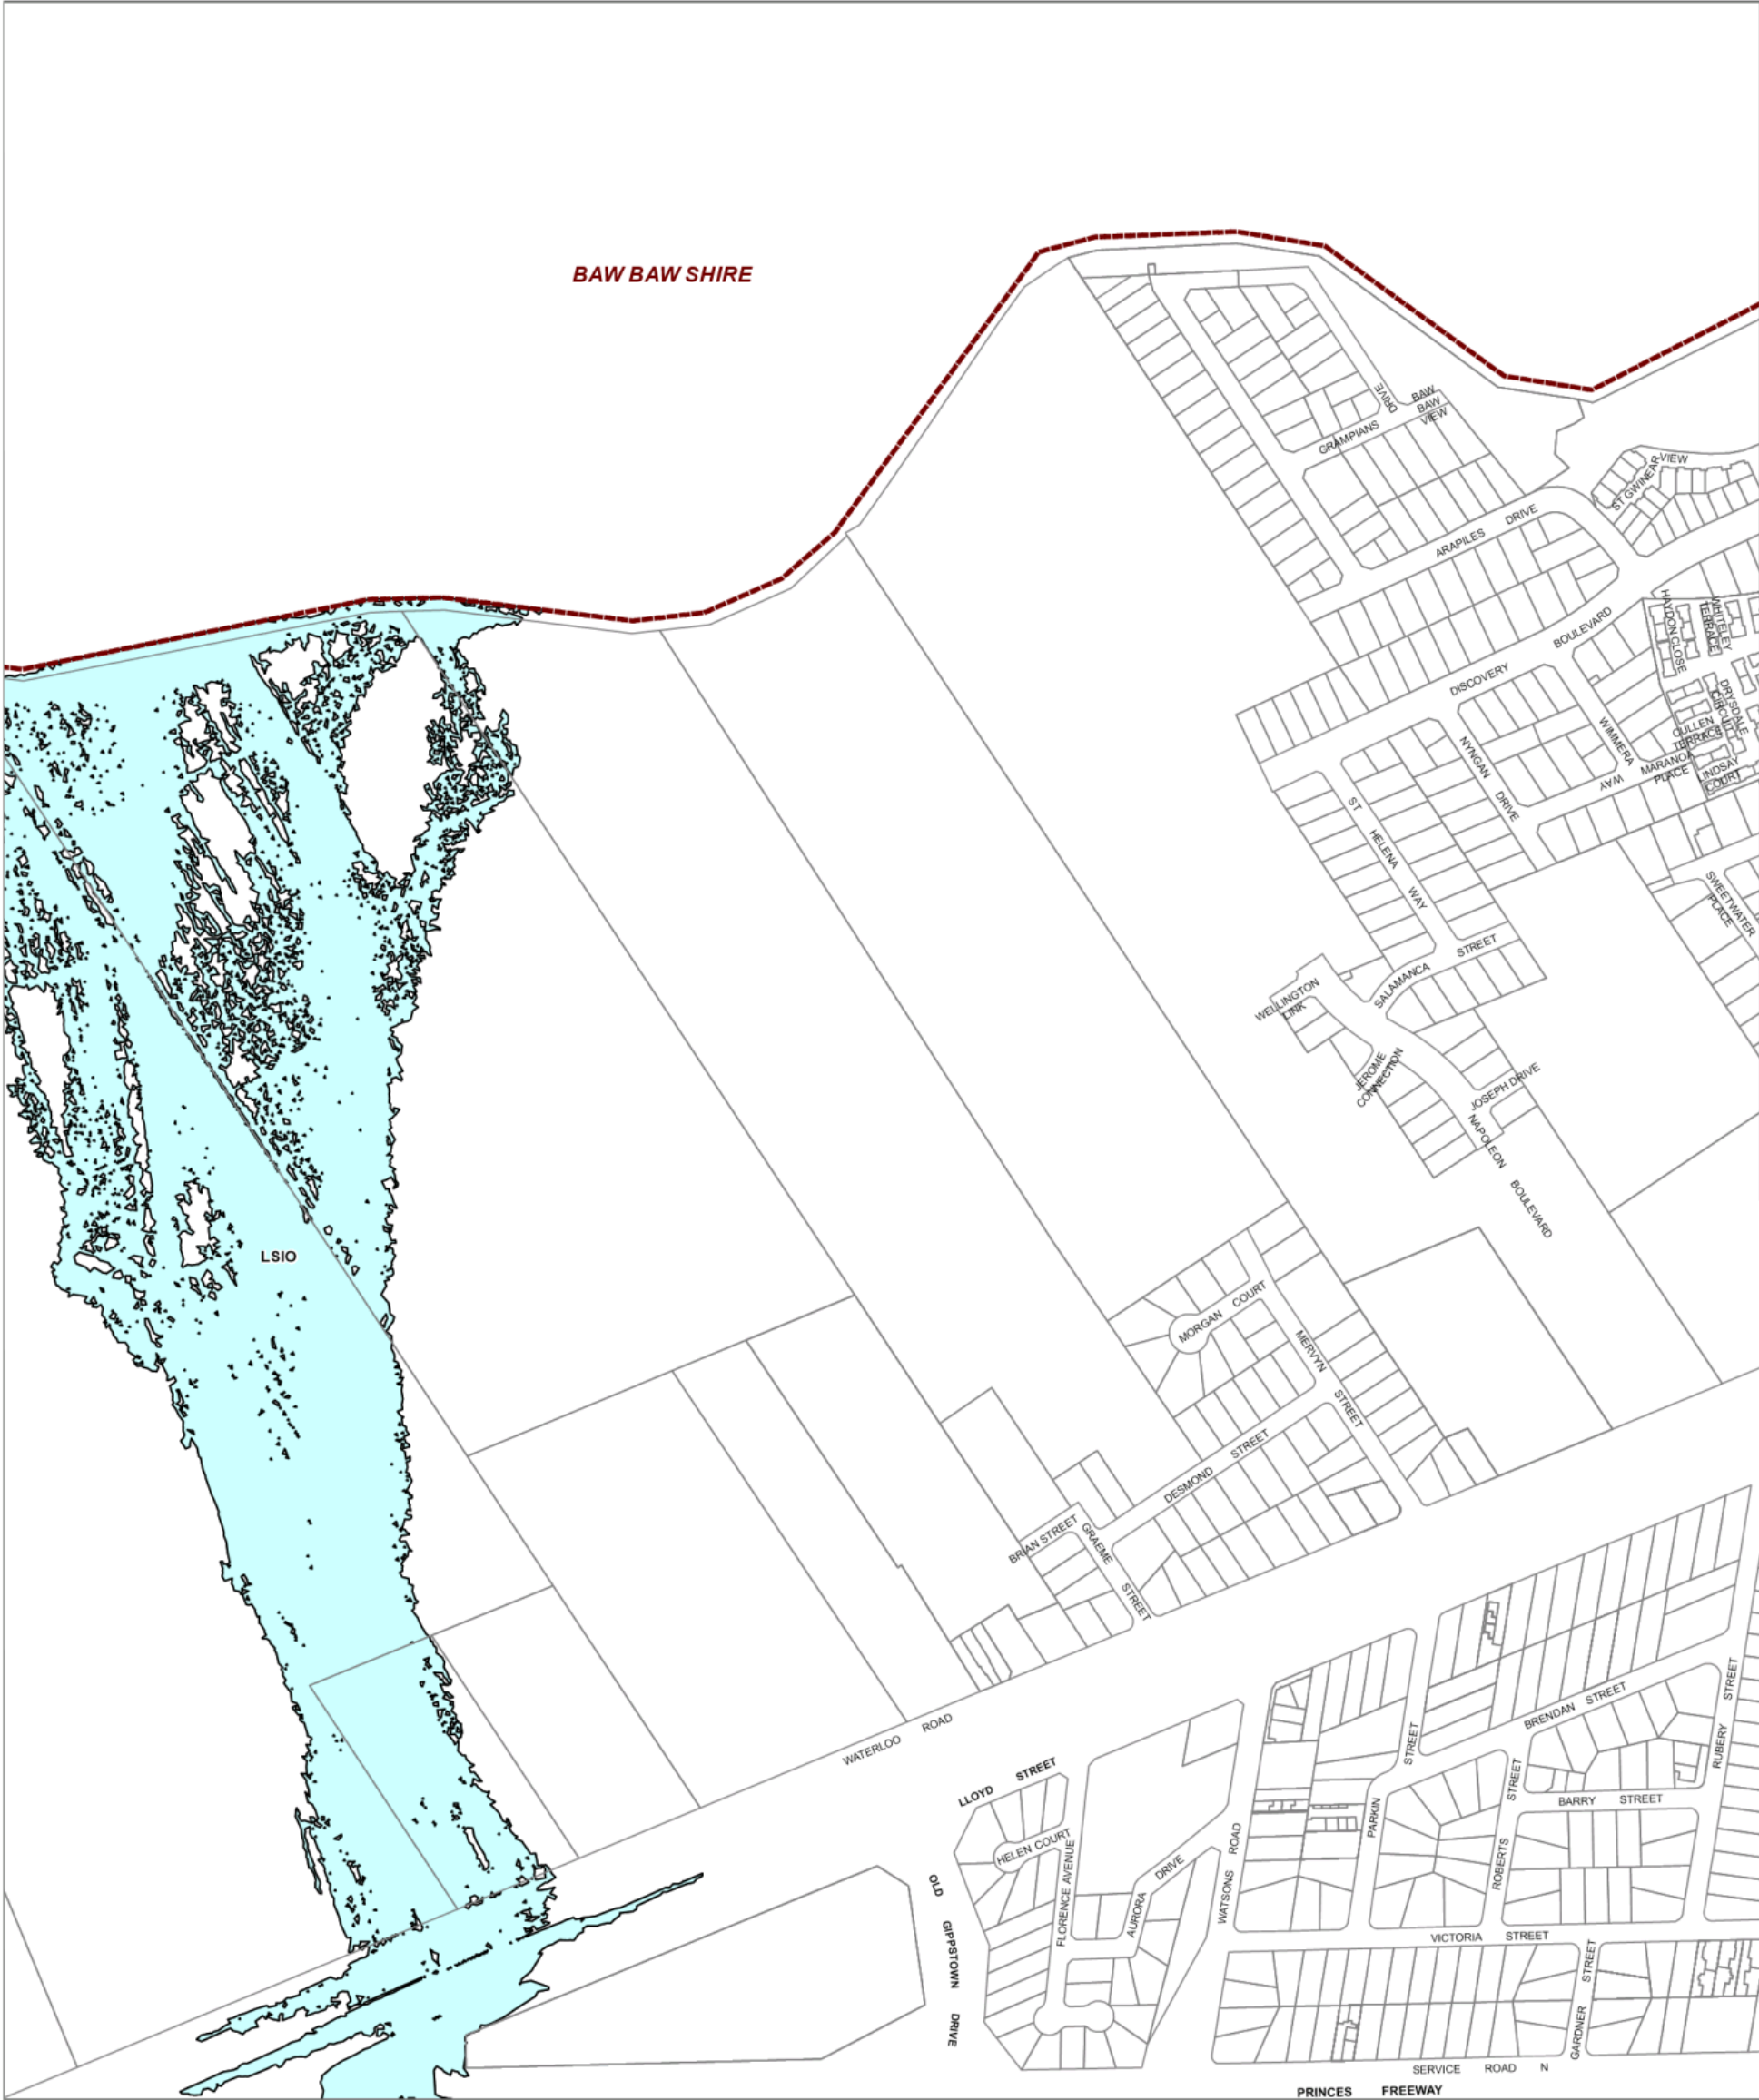 BAW BAW SHIRE
DRIVE
BAW
BAW
VIEW
GRAMPIANS
VIEW
ST GWINEAR
ARAPILES DRIVE
HAYDON CLOSE
WHITELEY
TERRACE
BOULEVARD
DISCOVERY
DRYSDALE
CIRCUIT
CULLEN
TERRACE
WIMMERA
WAY
MARANOA
PLACE
LINDSAY
COURT
NYNGAN
DRIVE
ST HELENA WAY
SWEETWATER
PLACE
SALAMANCA STREET
WELLINGTON
LINK
JEROME
CONNECTION
JOSEPH DRIVE
NAPOLEON BOULEVARD
LSIO
MORGAN COURT
MERVYN STREET
DESMOND STREET
BRIAN STREET
GRAEME STREET
WATERLOO ROAD
LLOYD STREET
HELEN COURT
FLORENCE AVENUE
AURORA DRIVE
WATSONS ROAD
PARKIN STREET
BRENDAN STREET
RUBERY STREET
BARRY STREET
ROBERTS STREET
OLD GIPPSTOWN DRIVE
VICTORIA STREET
GARDNER STREET
SERVICE ROAD N
PRINCES FREEWAY